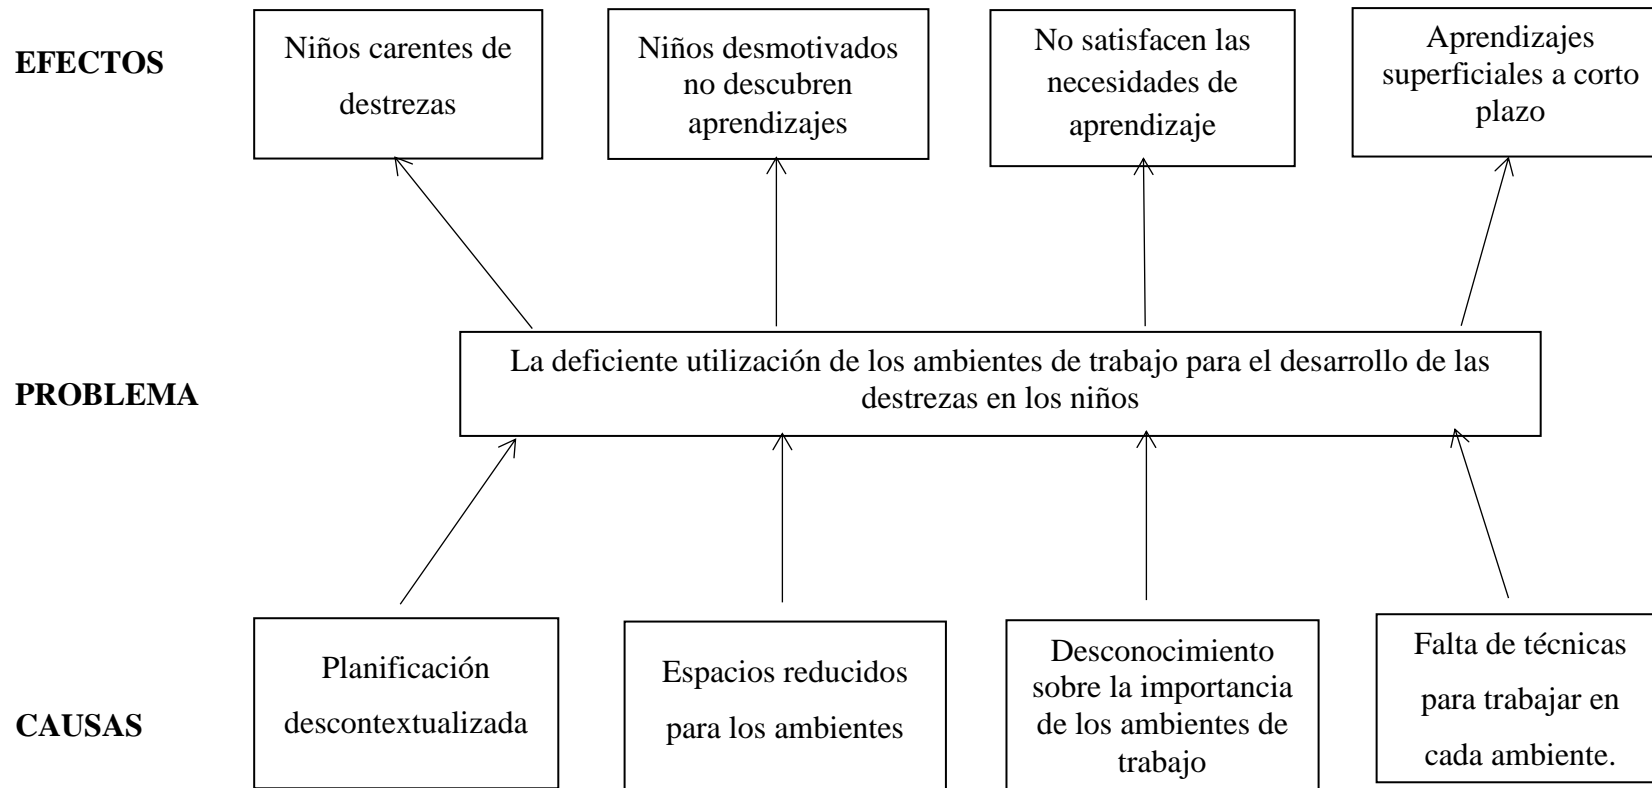 EFECTOS
Niños carentes de
destrezas
Niños desmotivados
no descubren
aprendizajes
No satisfacen las
necesidades de
aprendizaje
Aprendizajes
superficiales a corto
plazo
PROBLEMA
La deficiente utilización de los ambientes de trabajo para el desarrollo de las
destrezas en los niños
CAUSAS
Planificación
descontextualizada
Espacios reducidos
para los ambientes
Desconocimiento
sobre la importancia
de los ambientes de
trabajo
Falta de técnicas
para trabajar en
cada ambiente.